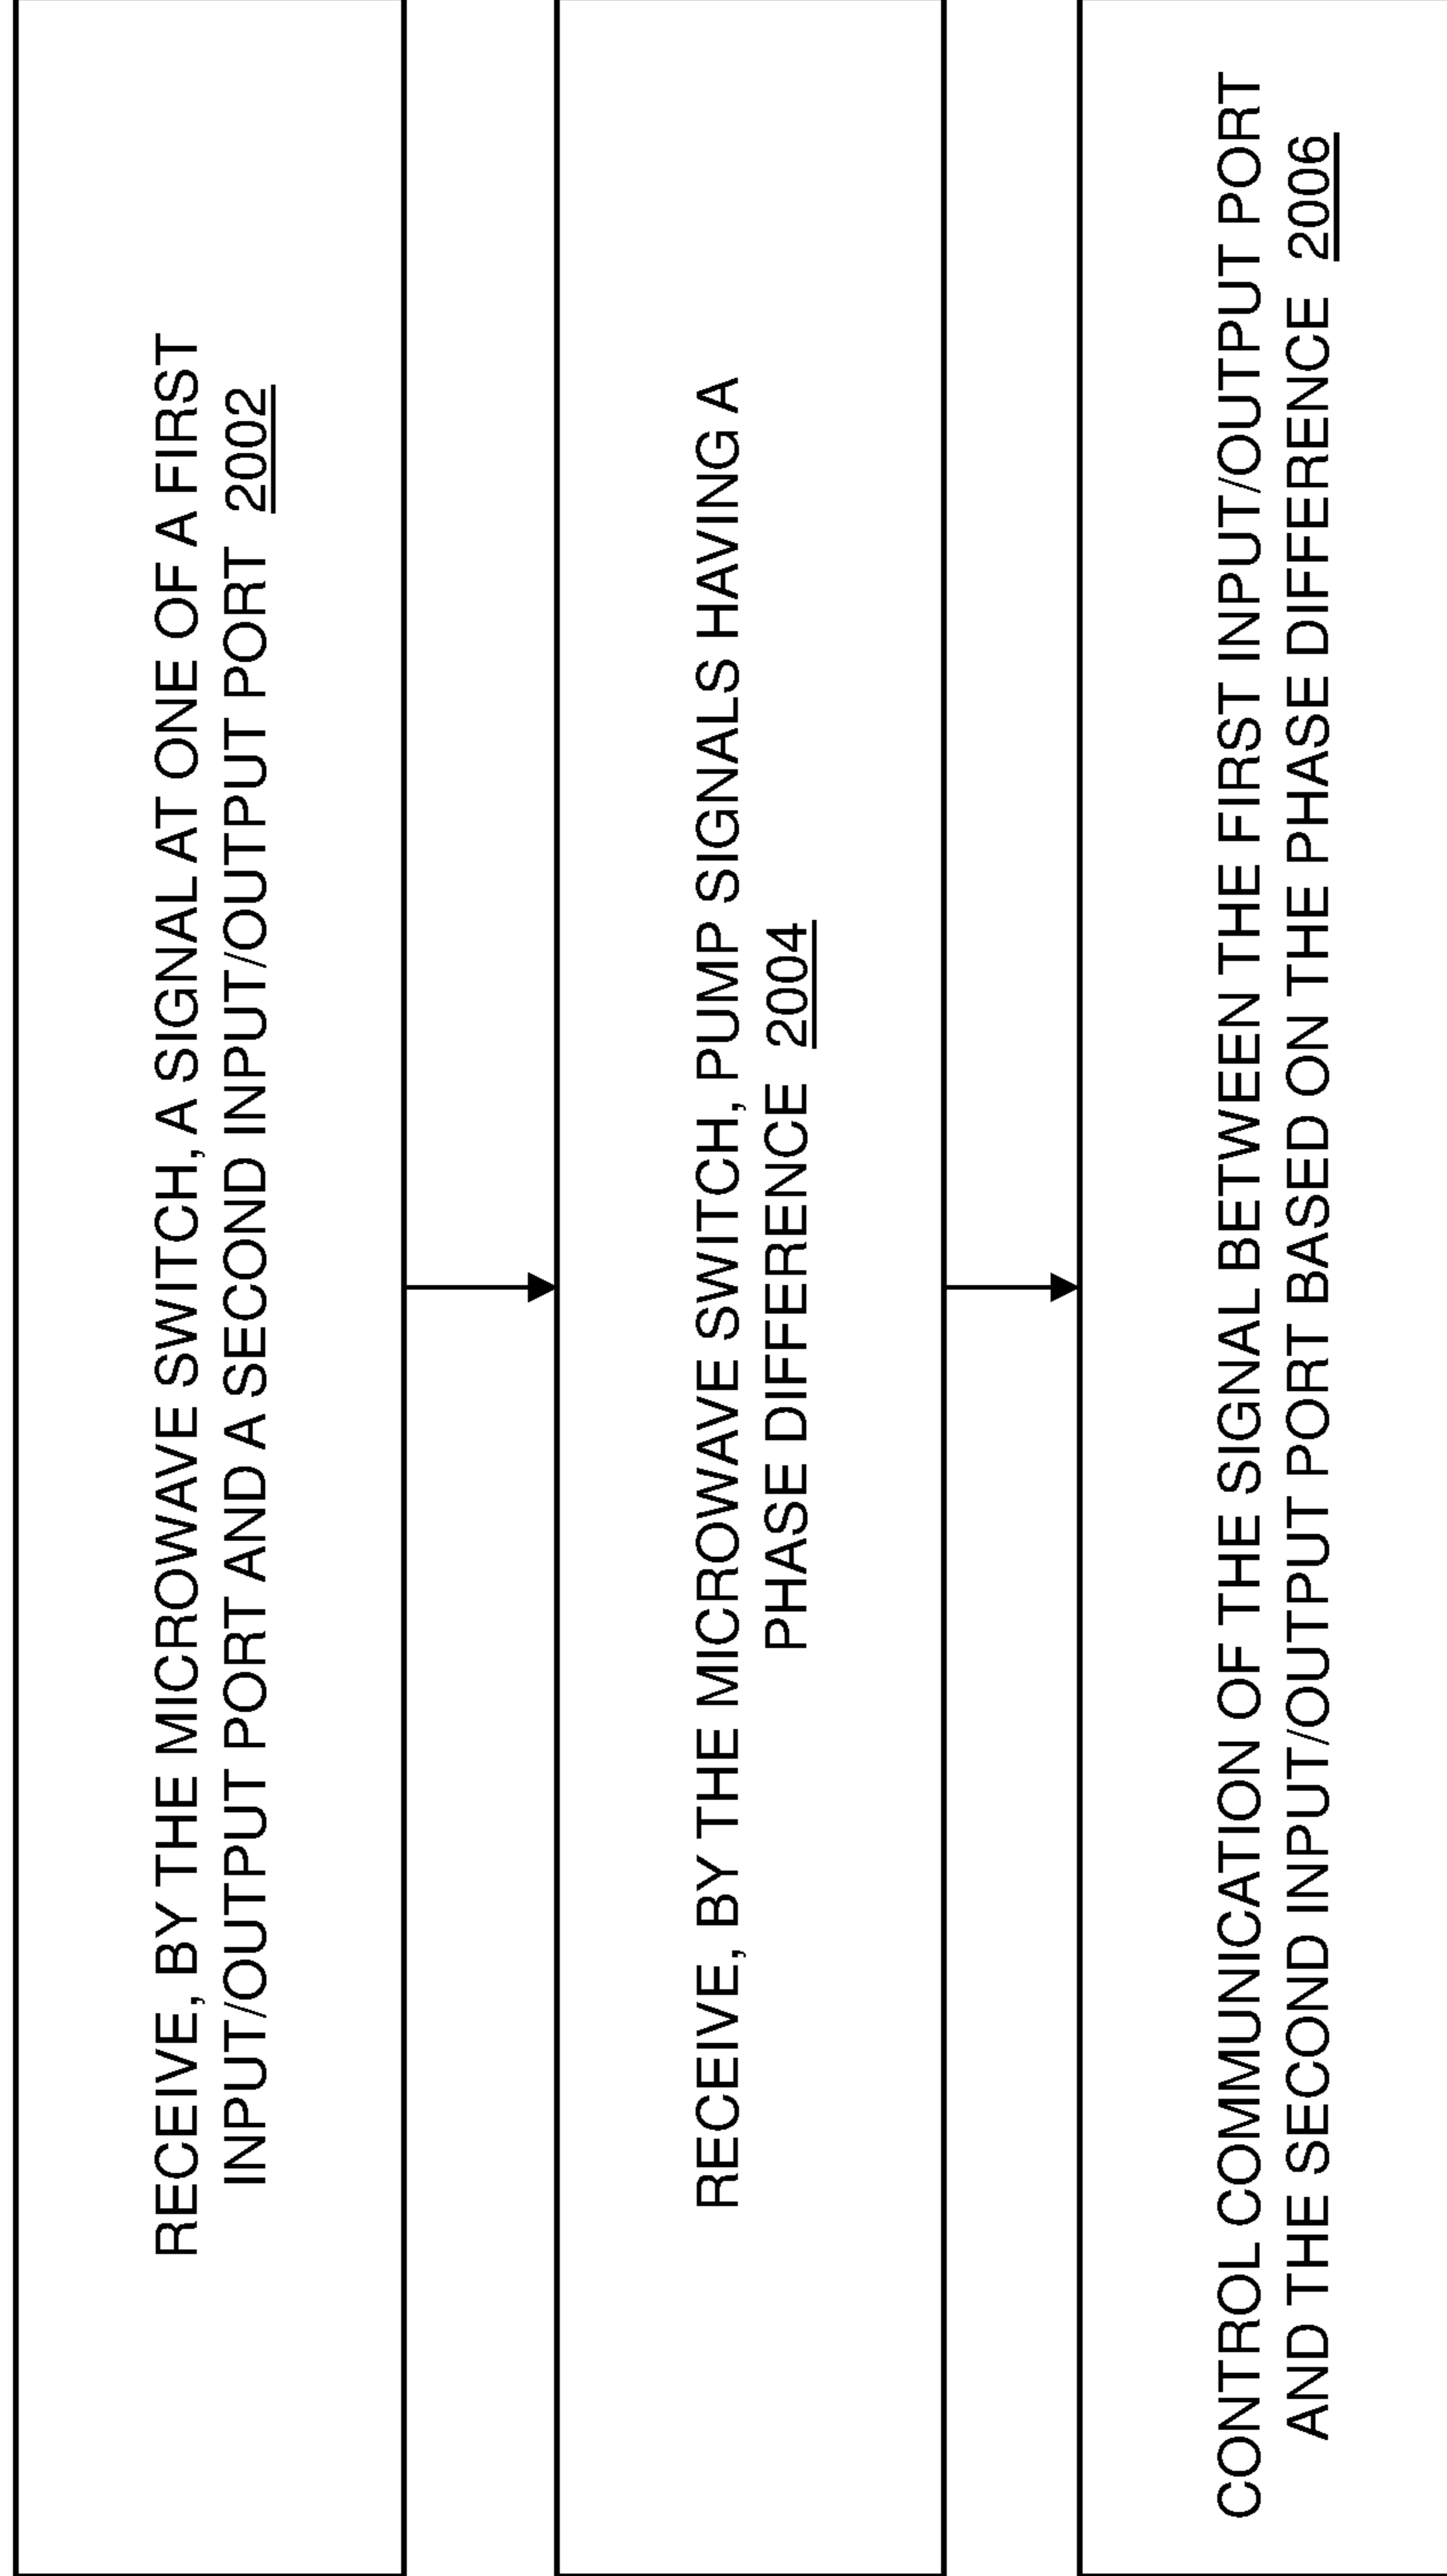 RECEIVE, BY THE MICROWAVE SWITCH, A SIGNAL AT ONE OF A FIRST
INPUT/OUTPUT PORT AND A SECOND INPUT/OUTPUT PORT 2002
RECEIVE, BY THE MICROWAVE SWITCH, PUMP SIGNALS HAVING A
PHASE DIFFERENCE 2004
CONTROL COMMUNICATION OF THE SIGNAL BETWEEN THE FIRST INPUT/OUTPUT PORT
AND THE SECOND INPUT/OUTPUT PORT BASED ON THE PHASE DIFFERENCE 2006